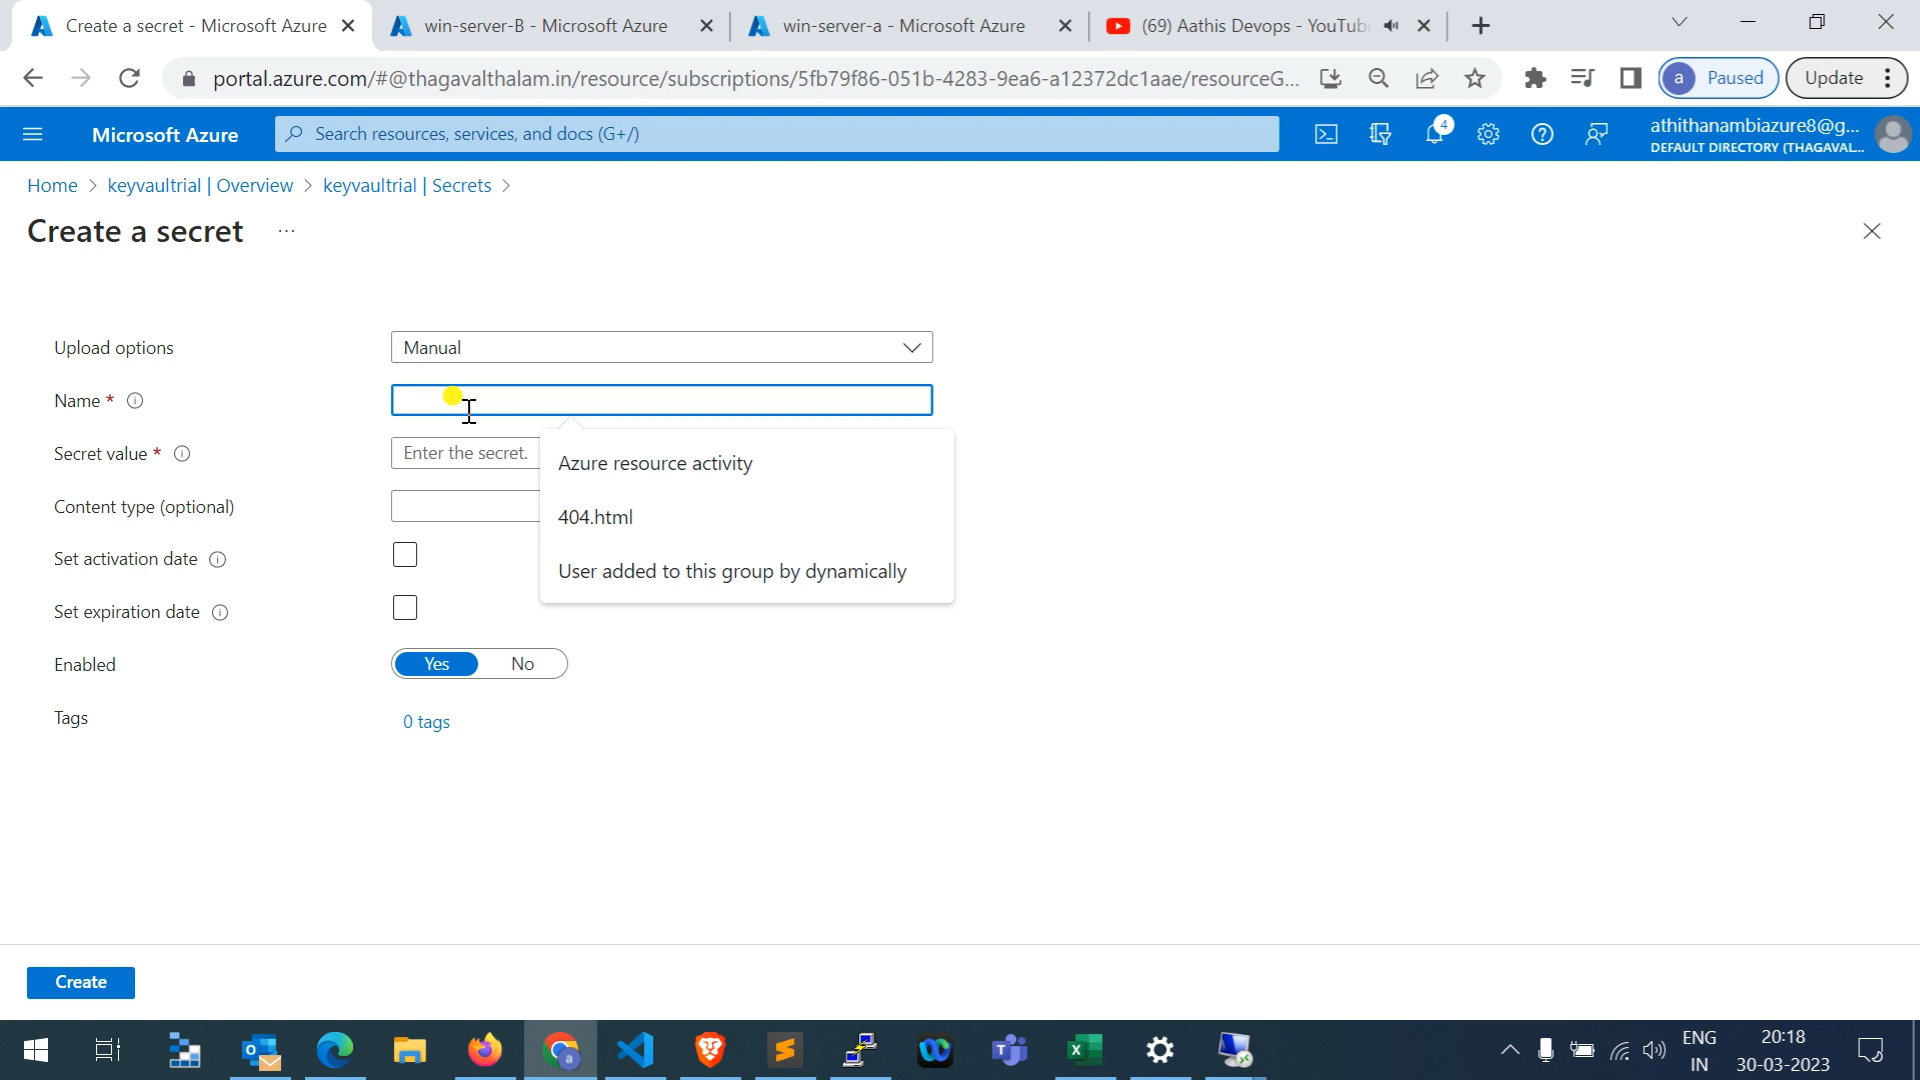 Create a secret - Microsoft Azure
win-server-B - Microsoft Azure
win-server-a - Microsoft Azure
(69) Aathis Devops - YouTub
portal.azure.com/#@thagavalthalam.in/resource/subscriptions/5fb79f86-051b-4283-9ea6-a12372dc1aae/resourceG...
a Paused
Update
Microsoft Azure
Search resources, services, and docs (G+/)
4
athithanambiazure8@g...
DEFAULT DIRECTORY (THAGAVAL...
Home > keyvaultrial | Overview > keyvaultrial | Secrets >
Create a secret ...
Upload options
Manual
Name *
Secret value *
Enter the secret.
Azure resource activity
Content type (optional)
404.html
Set activation date
User added to this group by dynamically
Set expiration date
Enabled
Yes No
Tags
0 tags
Create
ENG
IN
20:18
30-03-2023